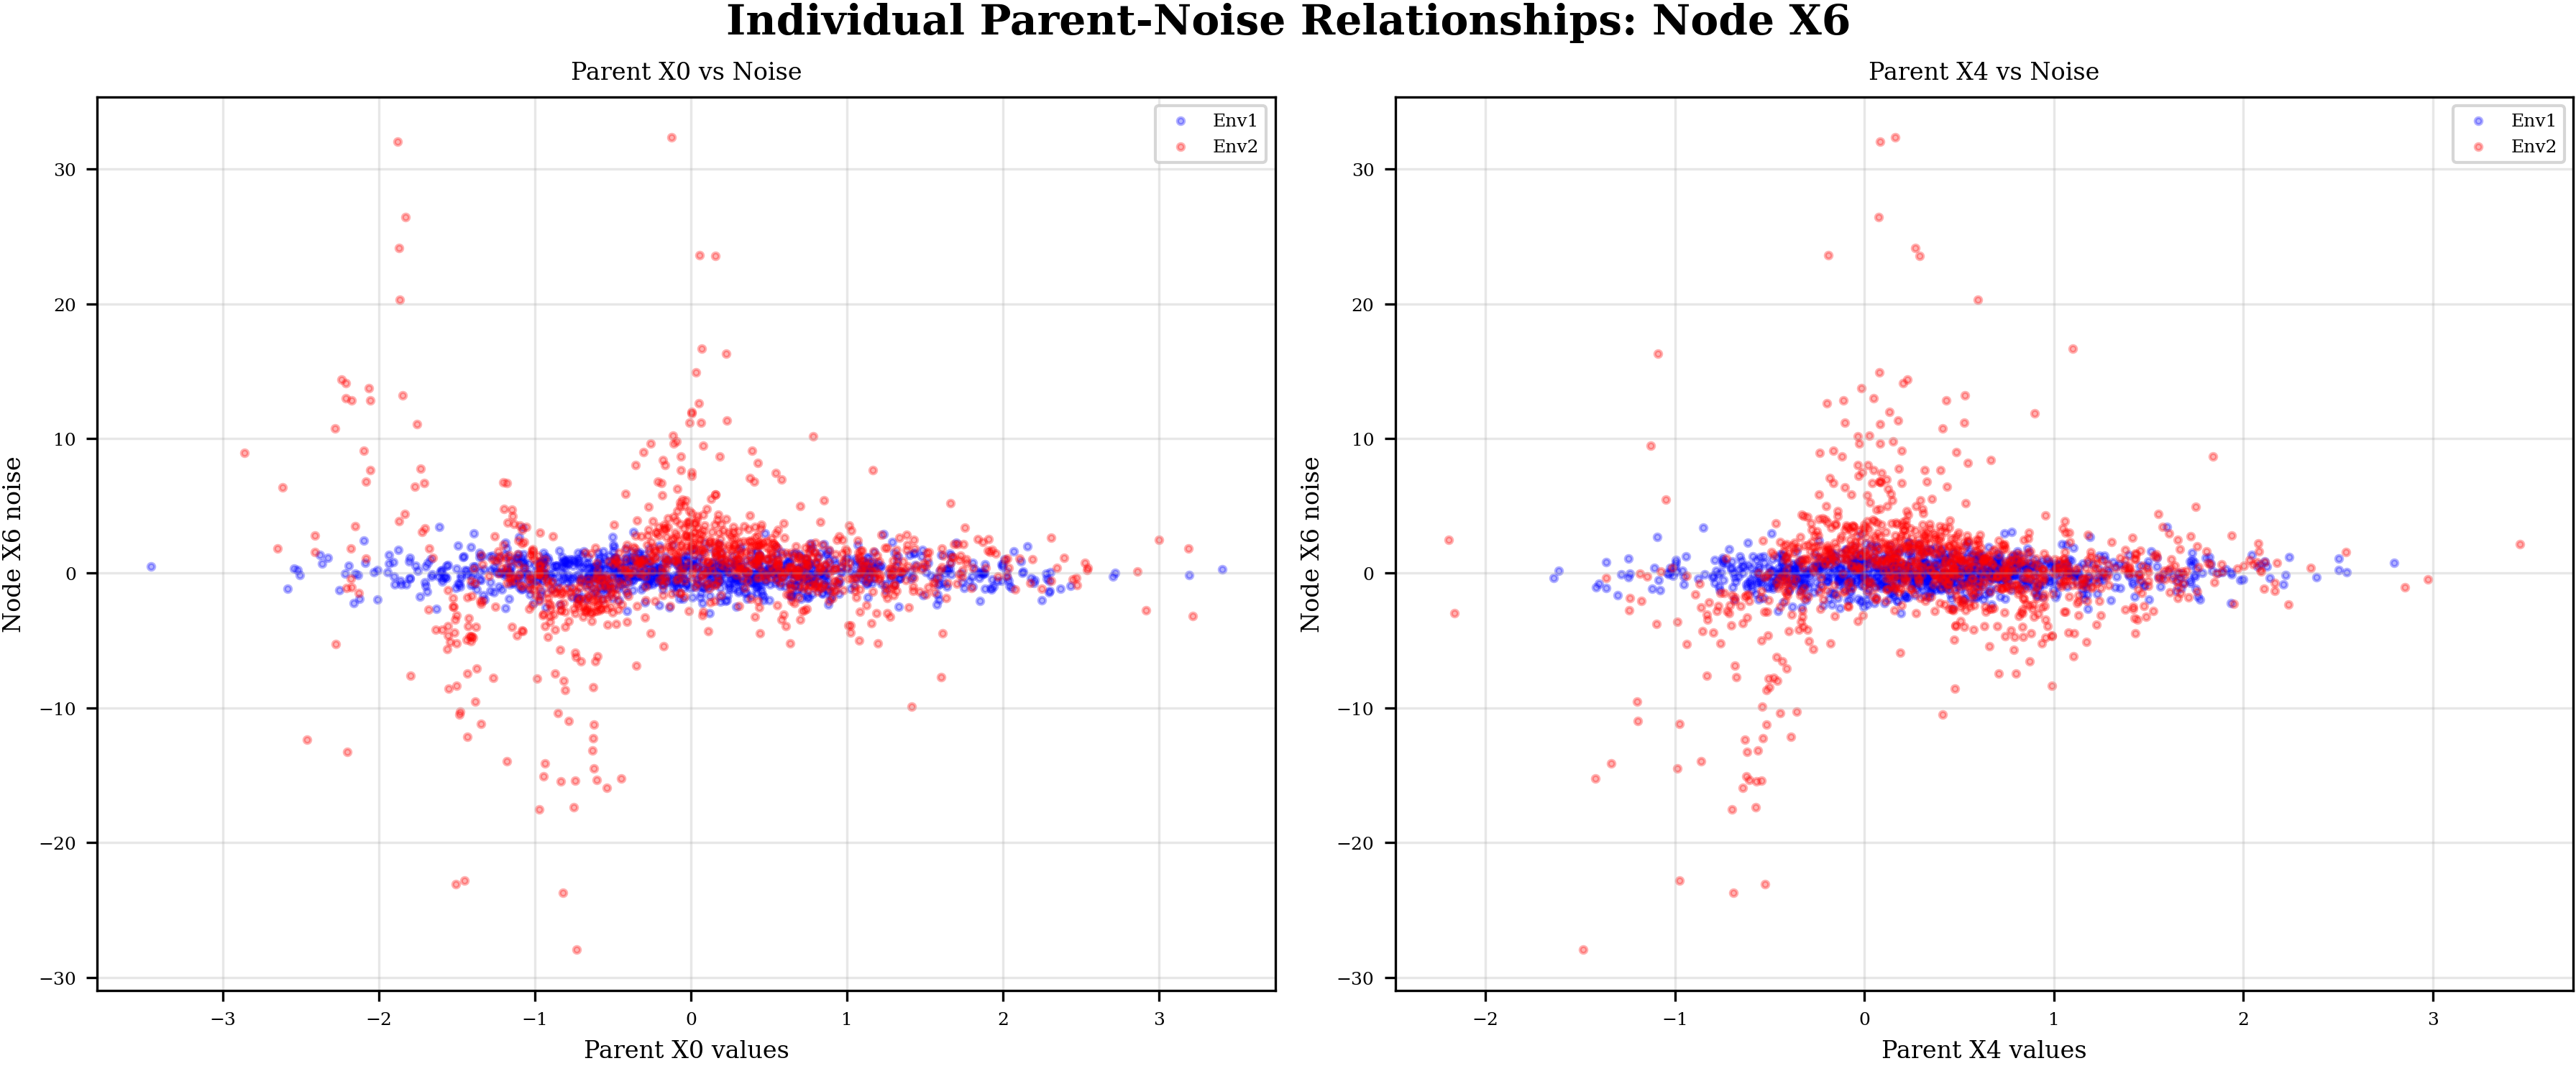 Individual Parent-Noise Relationships: Node X6
Parent X0 vs Noise
Node X6 noise
30
20
10
0
−10
−20
−30
−3
−2
−1
0
1
2
3
Parent X0 values
Env1
Env2
Parent X4 vs Noise
Node X6 noise
30
20
10
0
−10
−20
−30
−2
−1
0
1
2
3
Parent X4 values
Env1
Env2